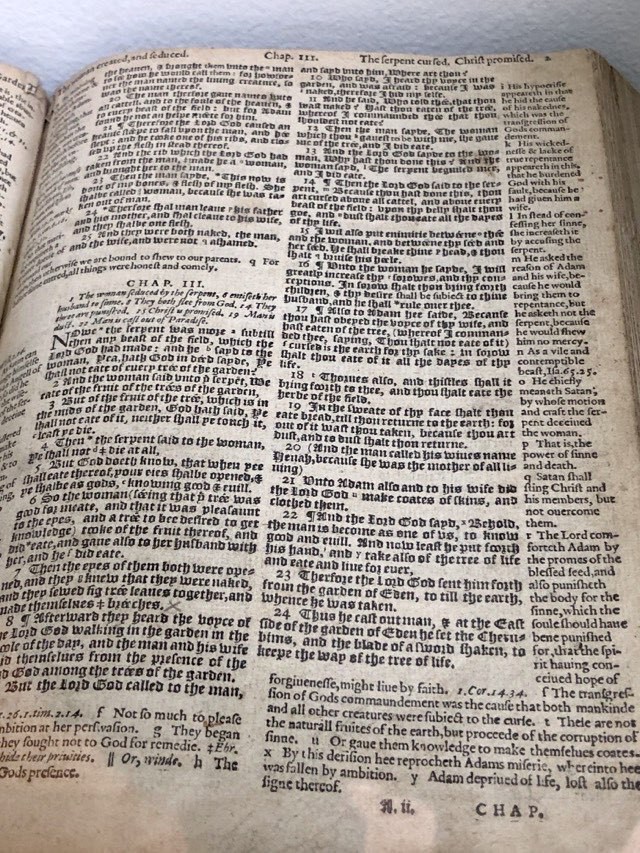 created, and seduced.
Chap. III.
The serpent cursed. Christ promised. 2
the heauen, & brought them vnto the man
to see how he would call them: for howsoe-
uer the man named the liuing creature, so
was the name thereof.
20 The man therefore gaue names vnto
all cattell, and to the foule of the heauen, &
to euery beast of the field: but for Adam
found he not an helpe meete for him.
21 ¶ Therefore the Lord God caused an
heauie sleepe to fall vpon the man, and he
slept: and he tooke one of his ribs, and clo-
sed vp the flesh in stead thereof.
22 And the rib which the Lord God had
taken from the man, made he a woman,
and brought her to the man.
23 Then the man sayde, This now is
bone of my bones, & flesh of my flesh. She
shalbe called woman, because she was ta-
ken out of man.
24 Therefore shal man leaue his father
and his mother, and shal cleaue to his wife,
and they shalbe one flesh.
25 And they were both naked, the man,
and the wife, and were not q ashamed.
otherwise we are bound to shew to our parents. q For
entred, all things were honest and comely.
CHAP. III.
1 The woman seduced by the serpent, 6 entiseth her
husband to sinne. 8 They both flee from God. 14 They
three are punished. 15 Christ is promised. 19 Man is
dust. 22 Man is cast out of Paradise.
NOwe the serpent was more subtill
then any beast of the field, which the
Lord God had made: and he said to the
woman, Yea, hath God in deed sayde, Ye
shall not eate of euery tree of the garden?
2 And the woman said vnto þ serpēt, We
eate of the fruit of the trees of the garden,
3 But of the fruit of the tree, which is in
the mids of the garden, God hath said, Ye
shall not eate of it, neither shall ye touch it,
least ye die.
4 Then the serpent said to the woman,
Ye shall not die at all,
5 But God doeth know, that when yee
shall eate thereof, your eies shalbe opened, &
ye shalbe as gods, knowing good & euill.
6 So the woman (seeing that þ tree was
good for meate, and that it was pleasaunt
to the eyes, and a tree to bee desired to get
knowledge) tooke of the fruit thereof, and
did eate, and gaue also to her husband with
her, and he f did eate.
7 Then the eyes of them both were ope-
ned, and they g knew that they were naked,
and they sewed fig tree leaues together, and
made themselues ‡ breeches.
8 ¶ Afterward they heard the voyce of
the Lord God walking in the garden in the
coole of the day, and the man and his wife
hid themselues from the presence of the
Lord God among the trees of the garden.
But the Lord God called to the man,
26. 1.tim.2.14. f Not so much to please
ambition at her perswasion. g They began
they sought not to God for remedie. ‡ Ebr.
hide their priuities. || Or, winde. h The
Gods presence.
and sayd vnto him, Where art thou?
10 Who sayd, I heard thy voyce in the
garden, and was afraid: because I was
naked, therefore I hid my selfe.
11 And he said, Who told thee, that thou
wast naked? Hast thou eaten of the tree,
whereof I commaunded thee that thou
shouldest not eate?
12 Then the man sayde, The woman
which thou gauest to be with me, she gaue
me of the tree, and I did eate.
13 And the Lord God sayde to the wo-
man, Why hast thou done this? And the
woman sayd, The serpent beguiled mee,
and I did eate.
14 ¶ Then the Lord God said to the ser-
pent, Because thou hast done this, thou
art cursed aboue all cattel, and aboue euery
beast of the field: vpon thy belly shalt thou
goe, and dust shalt thou eate all the dayes
of thy life.
15 I will also put enimitie betweene thee
and the woman, and betweene thy seed and
her seed. He shall breake thine head, & thou
shalt bruise his heele.
16 ¶ Vnto the woman he sayde, I will
greatly increase thy sorowes, and thy con-
ceptions. In sorow shalt thou bring forth
children, & thy desire shall be subiect to thine
husband, and he shall rule ouer thee.
17 ¶ Also to Adam hee saide, Because
thou hast obeyed the voyce of thy wife, and
hast eaten of the tree, (whereof I commaun-
ded thee, saying, Thou shalt not eate of it)
cursed is the earth for thy sake: in sorow
shalt thou eate of it all the dayes of thy
life.
18 Thornes also, and thistles shall it
bring forth to thee, and thou shalt eate the
herbe of the field.
19 In the sweate of thy face shalt thou
eate bread, till thou returne to the earth: for
out of it wast thou taken, because thou art
dust, and to dust shalt thou returne.
20 (And the man called his wiues name
Heuah, because she was the mother of all li-
uing)
21 Vnto Adam also and to his wife did
the Lord God u make coates of skins, and
clothed them.
22 ¶ And the Lord God sayd, x Behold,
the man is become as one of vs, to know
good and euill. And now least he put forth
his hand, and y take also of the tree of life
and eate and liue for euer,
23 Therfore the Lord God sent him forth
from the garden of Eden, to till the earth,
whence he was taken.
24 Thus he cast out man, & at the East
side of the garden of Eden he set the Cheru-
bims, and the blade of a sword shaken, to
keepe the way of the tree of life.
i His hypocrisie
appeareth in that
he hid the cause
of his nakednes,
which was the
transgression of
Gods comman-
dement.
k His wicked-
nesse & lacke of
true repentance
appeareth in this,
that he burdened
God with his
fault, because he
had giuen him a
wife.
l In stead of con-
fessing her sinne,
she increaseth it
by accusing the
serpent.
m He asked the
reason of Adam
and his wife, be-
cause he would
bring them to
repentance, but
he asketh not the
serpent, because
he would shew
him no mercy.
n As a vile and
contemptible
beast, Isa.65.25.
o He chiefly
meaneth Satan,
by whose motion
and craft the ser-
pent deceiued
the woman.
p That is, the
power of sinne
and death.
q Satan shall
sting Christ and
his members, but
not ouercome
them.
r The Lord com-
forteth Adam by
the promes of the
blessed seed, and
also punisheth
the body for the
sinne, which the
soule should haue
bene punished
for, that the spi-
rit hauing con-
ceiued hope of
forgiuenesse, might liue by faith. 1.Cor.14.34. f The transgres-
sion of Gods commaundement was the cause that both mankinde
and all other creatures were subiect to the curse. t These are not
the naturall fruites of the earth, but proceede of the corruption of
sinne. u Or gaue them knowledge to make themselues coates.
x By this derision hee reprocheth Adams miserie, whereinto hee
was fallen by ambition. y Adam depriued of life, lost also the
signe thereof.
A. ii.
CHAP.